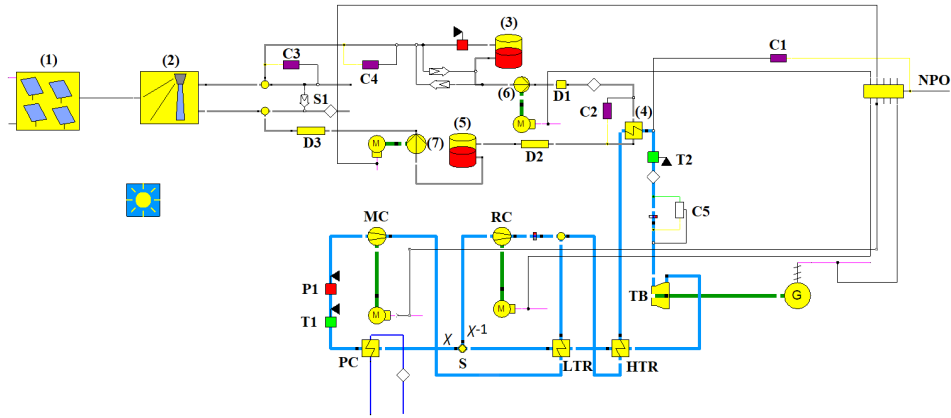 (1)
(2)
C3
C4
(3)
C1
NPO
S1
(6)
D1
C2
(4)
M
D3
M
(7)
(5)
D2
T2
C5
MC
RC
P1
T1
M
M
TB
G
χ
χ-1
PC
S
LTR
HTR